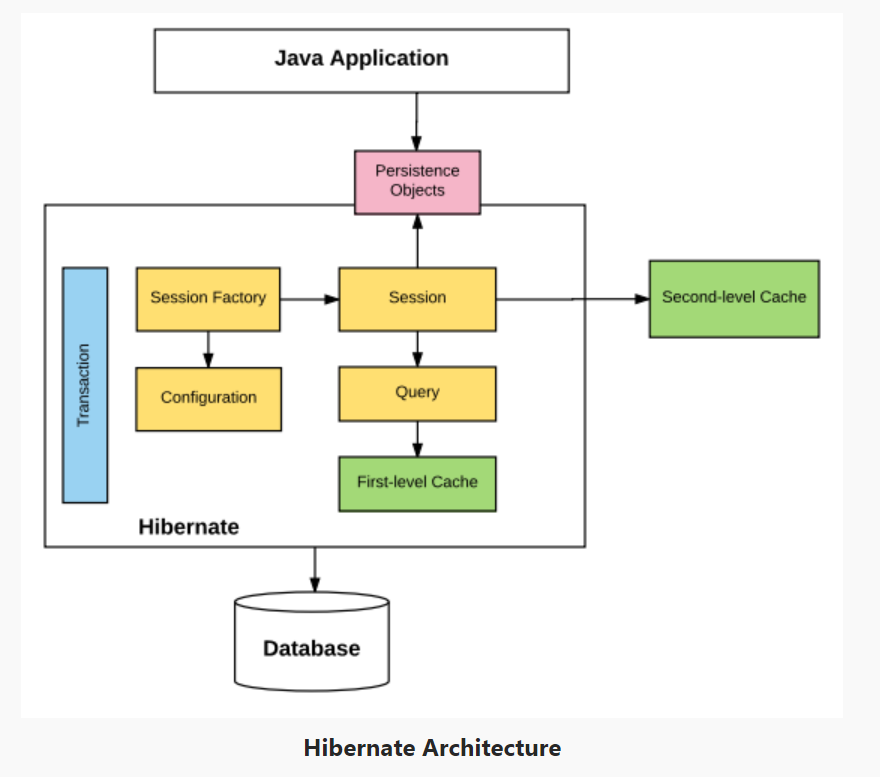 Java Application
Persistence
Objects
Session Factory
Session
Second-level Cache
Transaction
Configuration
Query
First-level Cache
Hibernate
Database
Hibernate Architecture